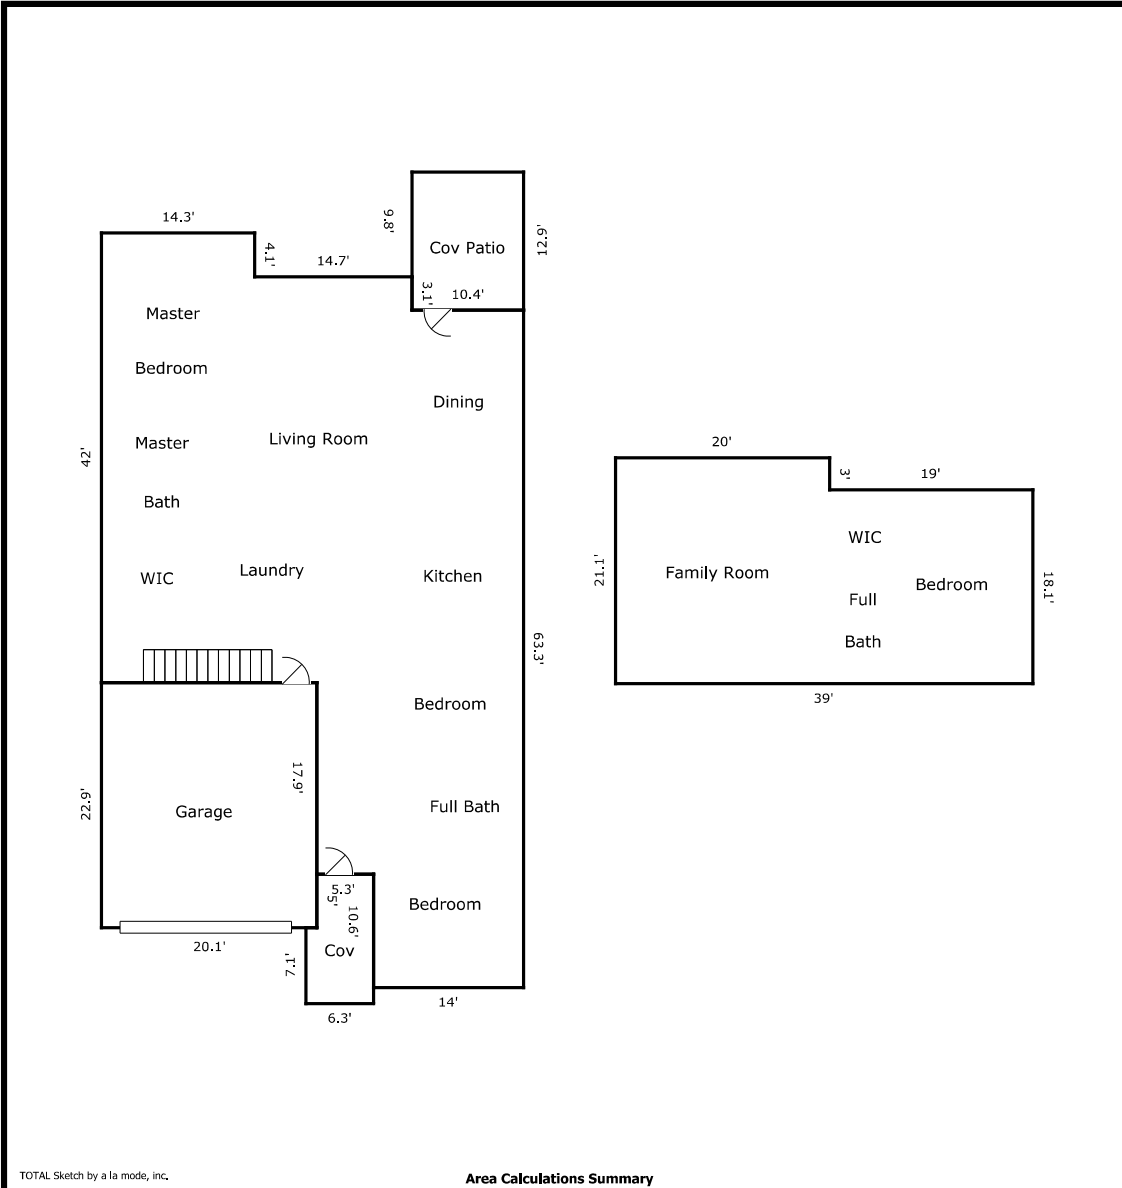 14.3'
4.1'
14.7'
9.8'
Cov Patio
12.9'
3.1'
10.4'
Master
Bedroom
Dining
Master
Living Room
42'
Bath
WIC
Laundry
Kitchen
63.3'
Bedroom
17.9'
22.9'
Garage
Full Bath
5.3'
5'
10.6'
Bedroom
20.1'
7.1'
Cov
14'
6.3'
20'
3'
19'
WIC
21.1'
Family Room
Bedroom
18.1'
Full
Bath
39'
TOTAL Sketch by a la mode, inc.
Area Calculations Summary